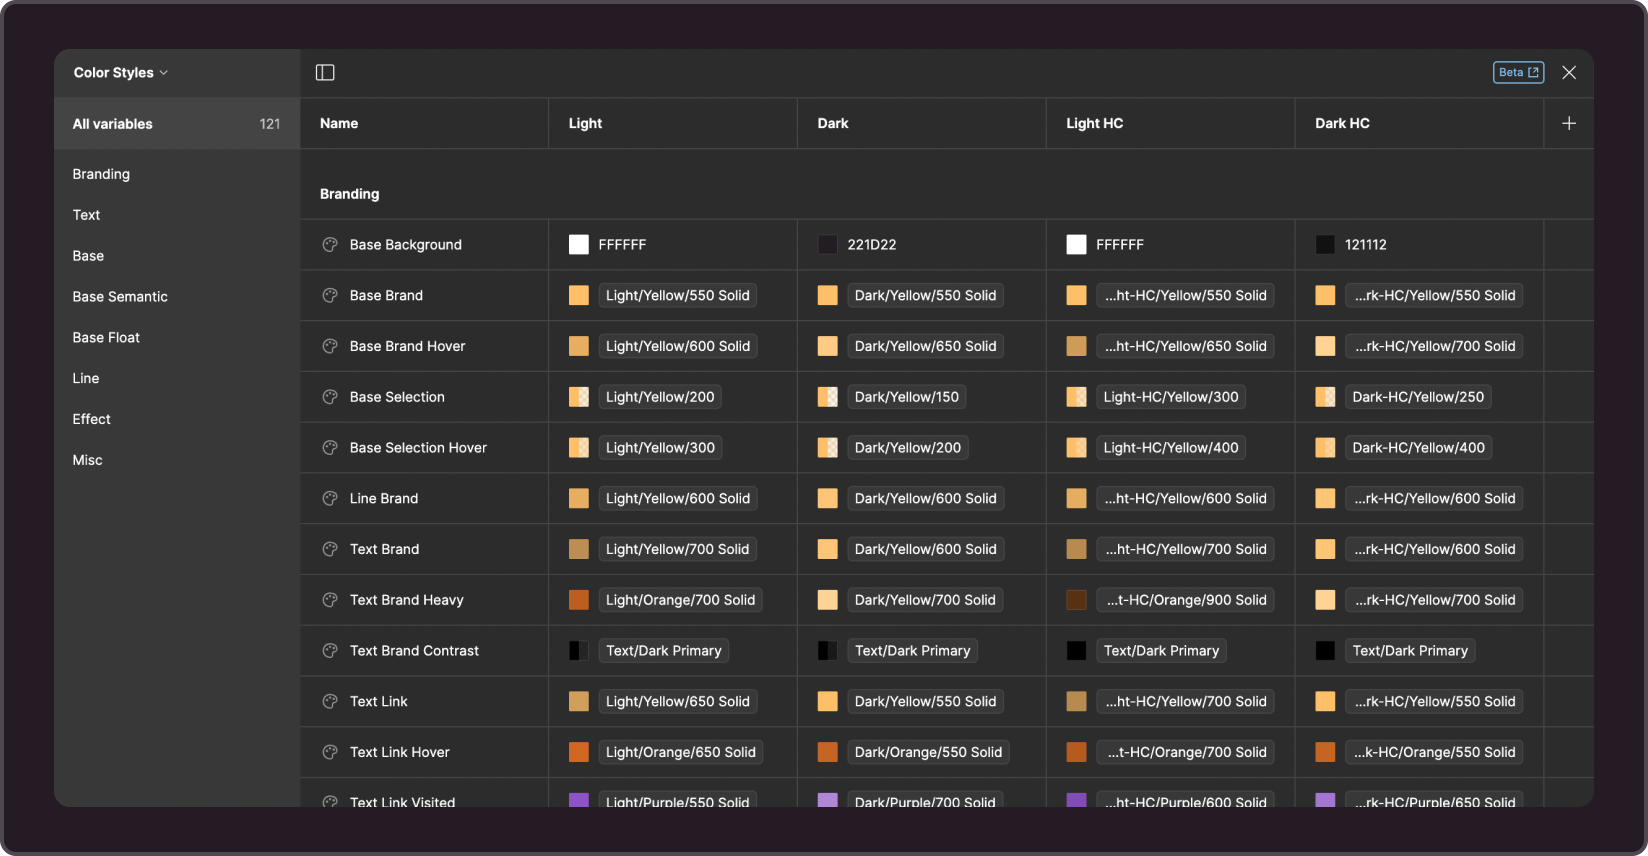 Color Styles
Beta
All variables 121
Name Light Dark Light HC Dark HC
Branding
Text
Base
Base Semantic
Base Float
Line
Effect
Misc
Branding
Base Background FFFFFF 221D22 FFFFFF 121112
Base Brand Light/Yellow/550 Solid Dark/Yellow/550 Solid ...ht-HC/Yellow/550 Solid ...rk-HC/Yellow/550 Solid
Base Brand Hover Light/Yellow/600 Solid Dark/Yellow/650 Solid ...ht-HC/Yellow/650 Solid ...rk-HC/Yellow/700 Solid
Base Selection Light/Yellow/200 Dark/Yellow/150 Light-HC/Yellow/300 Dark-HC/Yellow/250
Base Selection Hover Light/Yellow/300 Dark/Yellow/200 Light-HC/Yellow/400 Dark-HC/Yellow/400
Line Brand Light/Yellow/600 Solid Dark/Yellow/600 Solid ...ht-HC/Yellow/600 Solid ...rk-HC/Yellow/600 Solid
Text Brand Light/Yellow/700 Solid Dark/Yellow/600 Solid ...ht-HC/Yellow/700 Solid ...rk-HC/Yellow/600 Solid
Text Brand Heavy Light/Orange/700 Solid Dark/Yellow/700 Solid ...t-HC/Orange/900 Solid ...rk-HC/Yellow/700 Solid
Text Brand Contrast Text/Dark Primary Text/Dark Primary Text/Dark Primary Text/Dark Primary
Text Link Light/Yellow/650 Solid Dark/Yellow/550 Solid ...ht-HC/Yellow/700 Solid ...rk-HC/Yellow/550 Solid
Text Link Hover Light/Orange/650 Solid Dark/Orange/550 Solid ...t-HC/Orange/700 Solid ...k-HC/Orange/550 Solid
Text Link Visited Light/Purple/550 Solid Dark/Purple/700 Solid ...ht-HC/Purple/600 Solid ...rk-HC/Purple/650 Solid